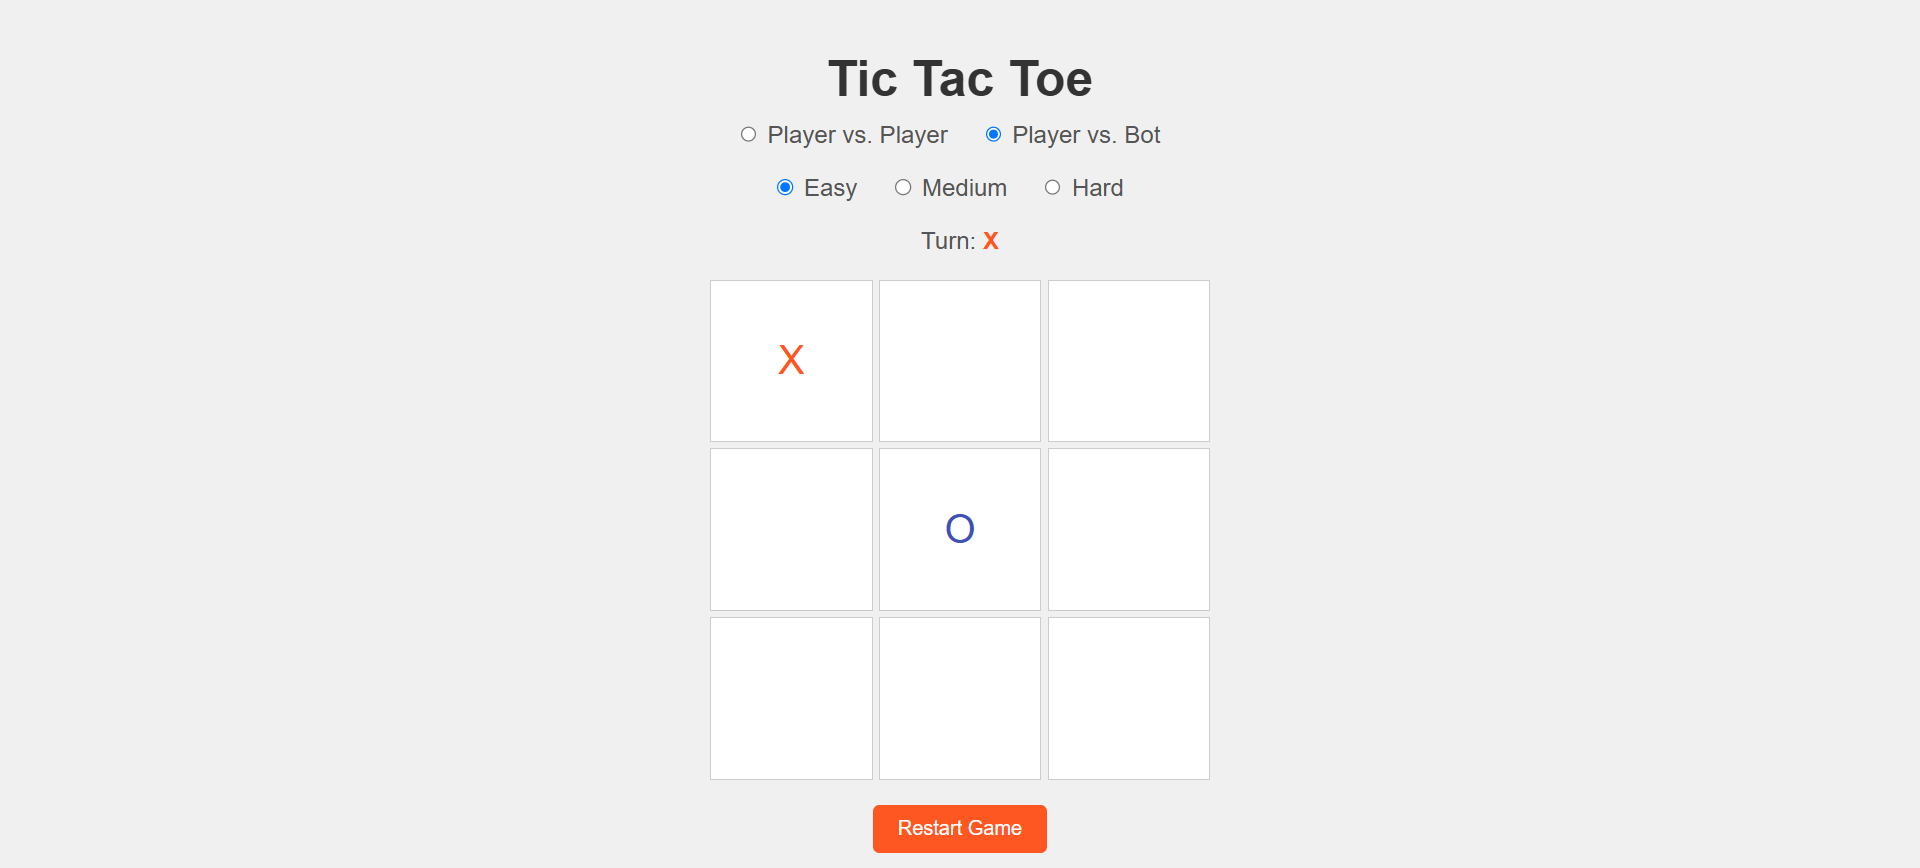 Tic Tac Toe
Player vs. Player Player vs. Bot
Easy Medium Hard
Turn: X
X
O
Restart Game